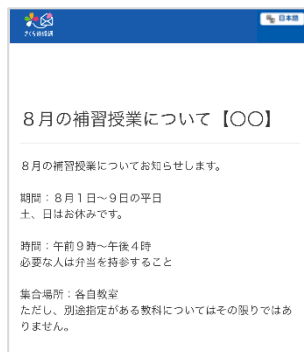 さくら連絡網
日本語
８月の補習授業について【〇〇】
８月の補習授業についてお知らせします。
期間：８月１日～９日の平日
土、日はお休みです。
時間：午前９時～午後４時
必要な人は弁当を持参すること
集合場所：各自教室
ただし、別途指定がある教科についてはその限りではあ
りません。